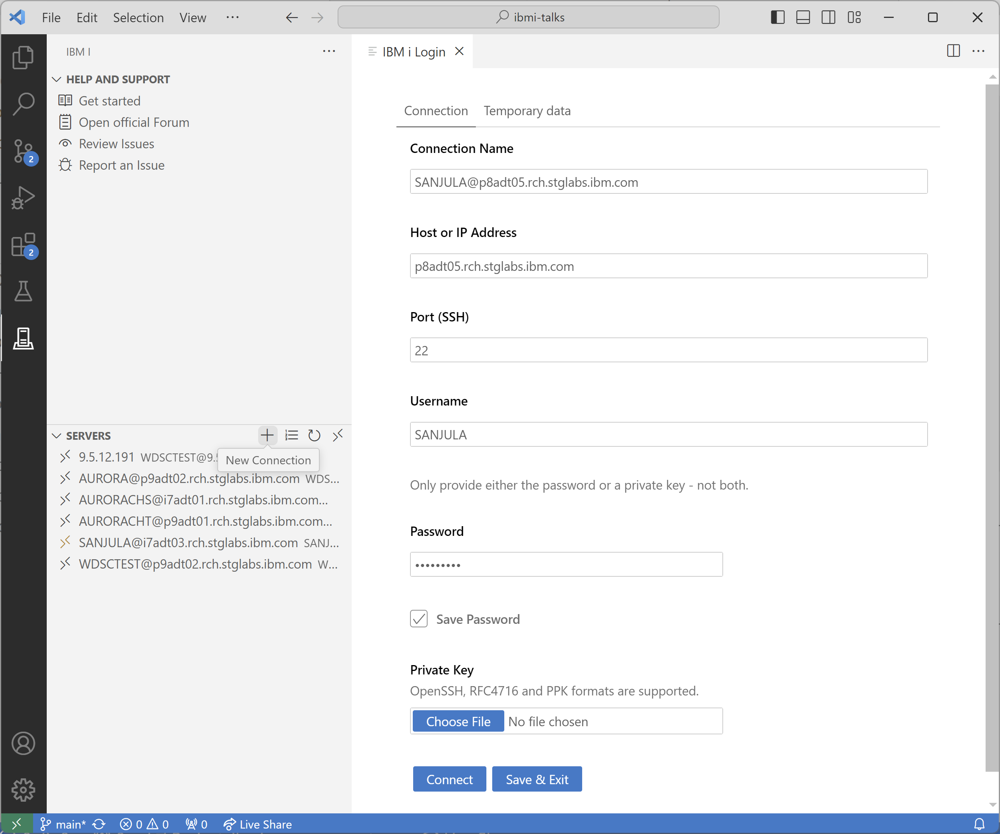 File Edit Selection View ···
ibmi-talks
IBM I
HELP AND SUPPORT
Get started
Open official Forum
Review Issues
Report an Issue
2
2
SERVERS
New Connection
9.5.12.191 WDSCTEST@9.
AURORA@p9adt02.rch.stglabs.ibm.com WDS...
AURORACHS@i7adt01.rch.stglabs.ibm.com...
AURORACHT@p9adt01.rch.stglabs.ibm.com...
SANJULA@i7adt03.rch.stglabs.ibm.com SANJ...
WDSCTEST@p9adt02.rch.stglabs.ibm.com W...
IBM i Login
Connection Temporary data
Connection Name
SANJULA@p8adt05.rch.stglabs.ibm.com
Host or IP Address
p8adt05.rch.stglabs.ibm.com
Port (SSH)
22
Username
SANJULA
Only provide either the password or a private key - not both.
Password
•••••••••
Save Password
Private Key
OpenSSH, RFC4716 and PPK formats are supported.
Choose File No file chosen
Connect Save & Exit
main* 0 0 0 Live Share